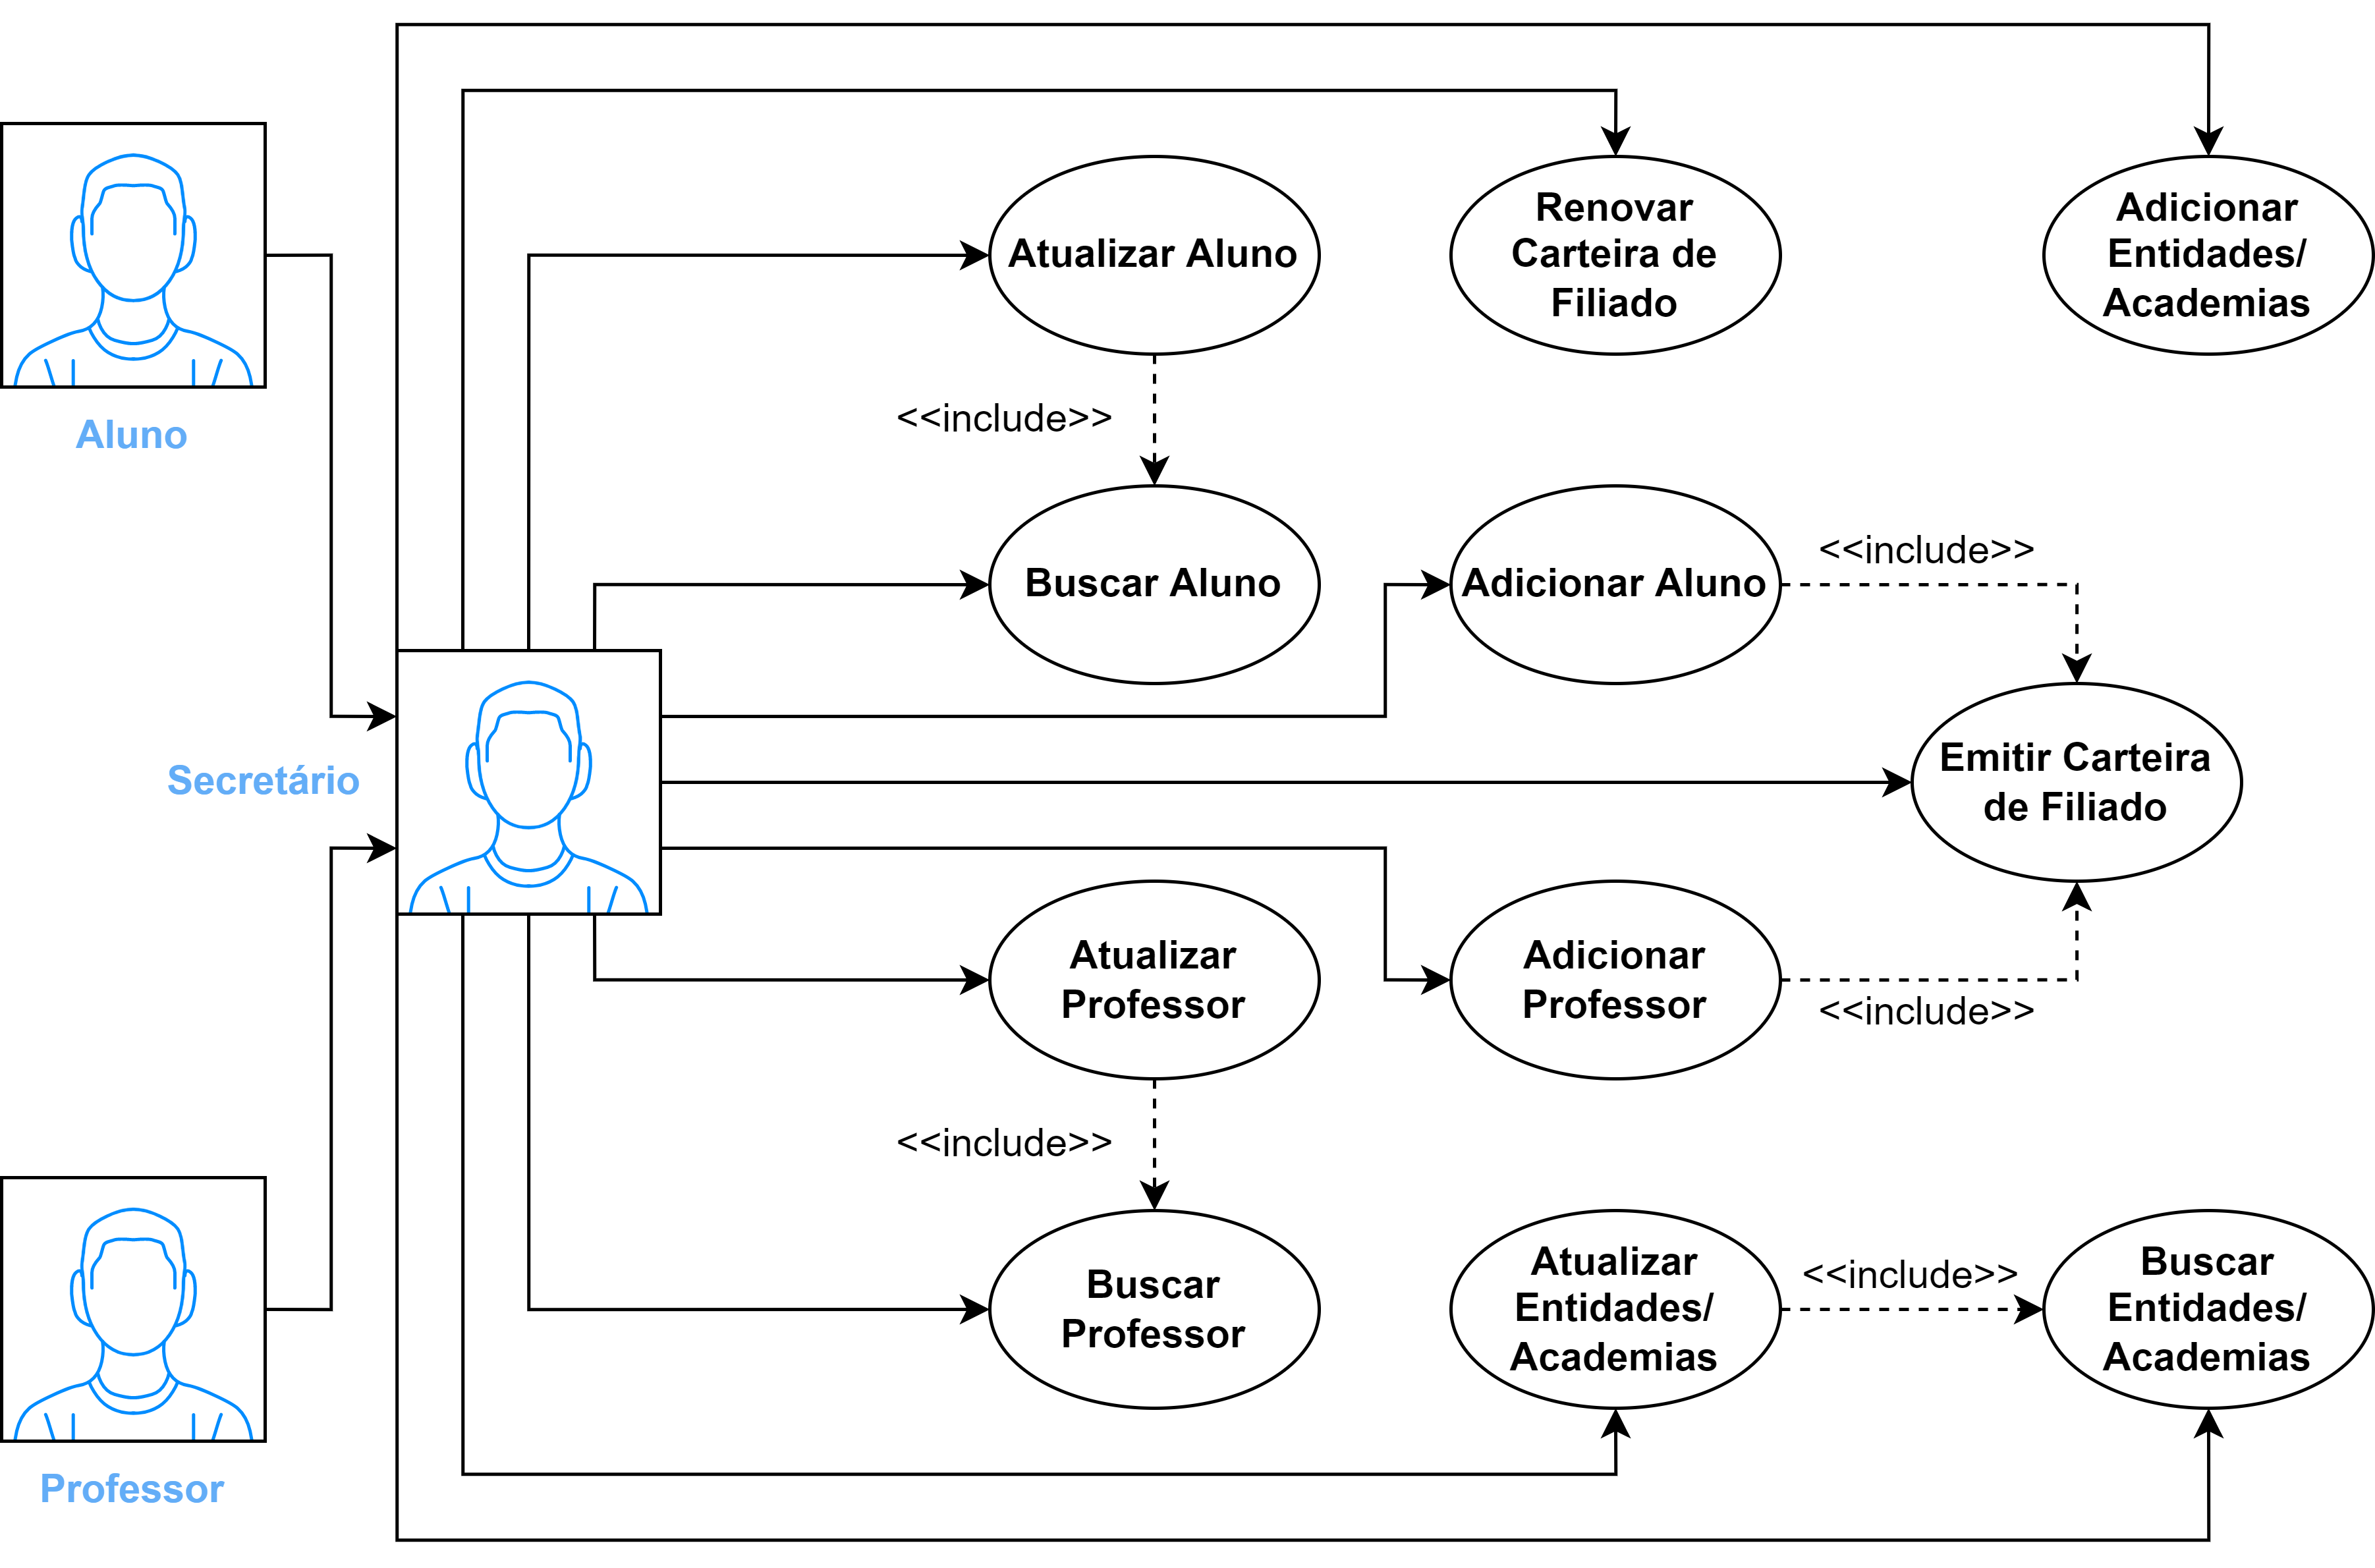 Renovar
Carteira de
Filiado
Adicionar
Entidades/
Academias
Atualizar Aluno
Aluno
<<include>>
Buscar Aluno
Adicionar Aluno
<<include>>
Secretário
Emitir Carteira
de Filiado
Atualizar
Professor
Adicionar
Professor
<<include>>
<<include>>
Buscar
Professor
Atualizar
Entidades/
Academias
<<include>>
Buscar
Entidades/
Academias
Professor